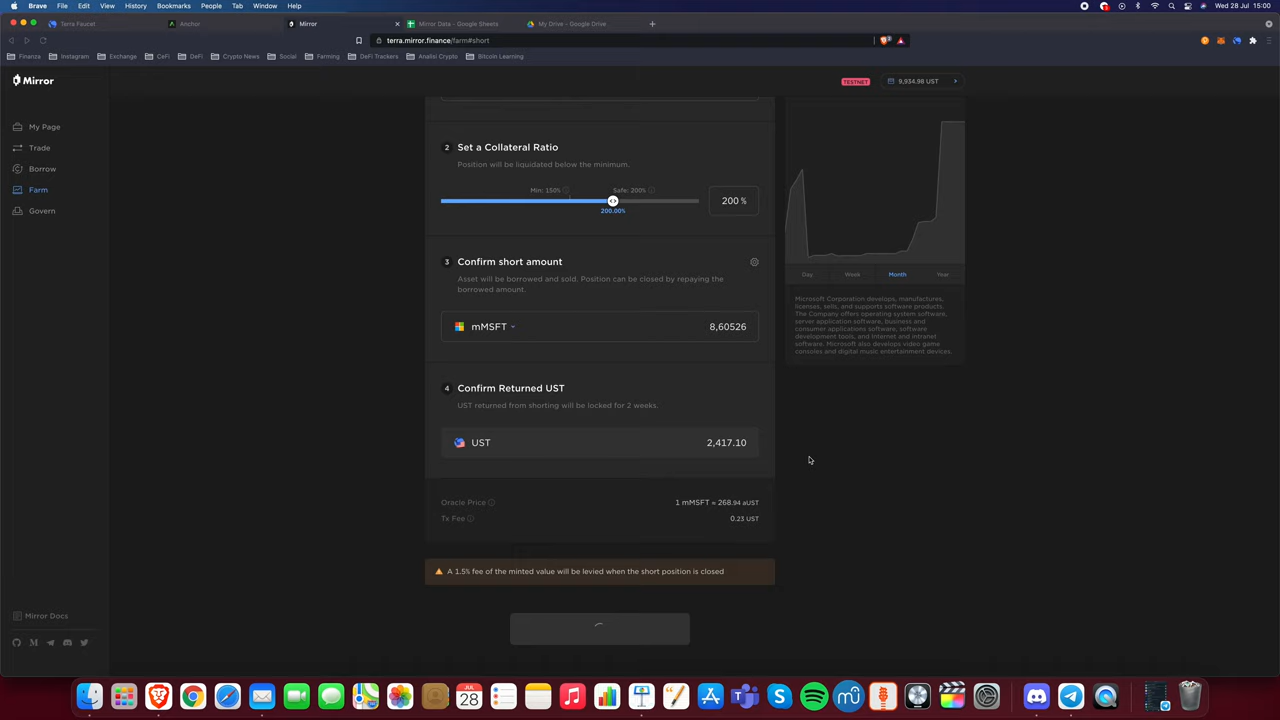 Brave File Edit View History Bookmarks People Tab Window Help
Wed 28 Jul 15:00
Terra Faucet
Anchor
Mirror
Mirror Data - Google Sheets
My Drive - Google Drive
terra.mirror.finance/farm#short
Finanza Instagram Exchange CeFi DeFi Crypto News Social Farming DeFi Trackers Analisi Crypto Bitcoin Learning
Mirror
TESTNET
9,934.98 UST
My Page
Trade
Borrow
Farm
Govern
2 Set a Collateral Ratio
Position will be liquidated below the minimum.
Min: 150% Safe: 200%
200.00%
200 %
3 Confirm short amount
Asset will be borrowed and sold. Position can be closed by repaying the
borrowed amount.
mMSFT
8,60526
4 Confirm Returned UST
UST returned from shorting will be locked for 2 weeks.
UST
2,417.10
Oracle Price
1 mMSFT ≈ 268.94 aUST
Tx Fee
0.23 UST
A 1.5% fee of the minted value will be levied when the short position is closed
Day Week Month Year
Microsoft Corporation develops, manufactures,
licenses, sells, and supports software products.
The Company offers operating system software,
server application software, business and
consumer applications software, software
development tools, and Internet and intranet
software. Microsoft also develops video game
consoles and digital music entertainment devices.
Mirror Docs
JUL
28